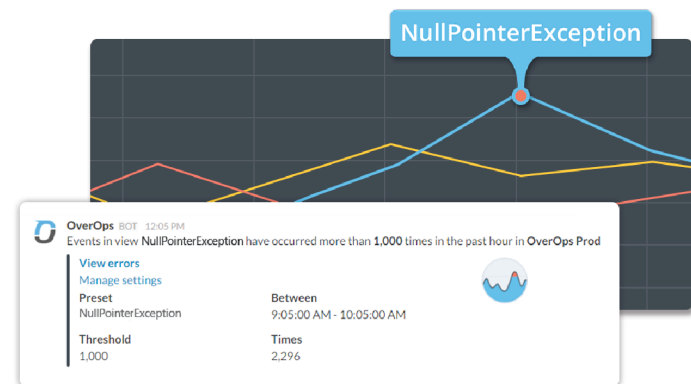 NullPointerException
OverOps BOT 12:05 PM
Events in view NullPointerException have occurred more than 1,000 times in the past hour in OverOps Prod
View errors
Manage settings
Preset Between
NullPointerException 9:05:00 AM - 10:05:00 AM
Threshold Times
1,000 2,296